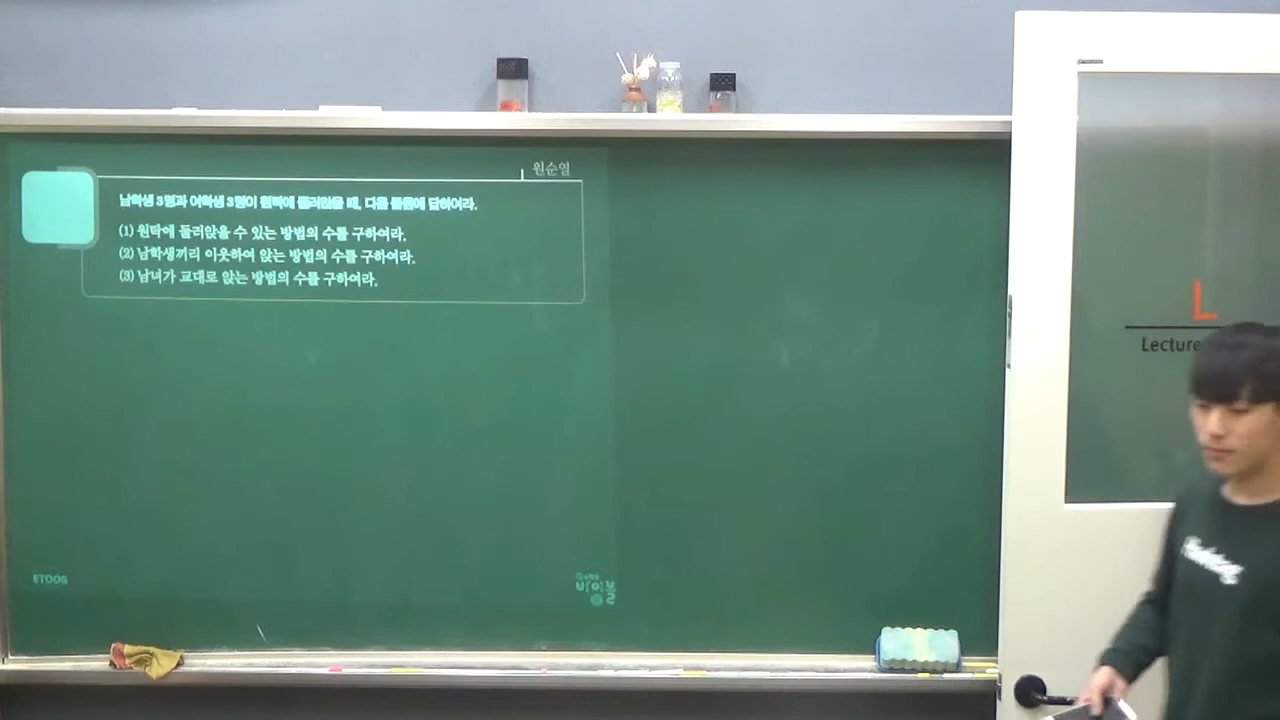 원순열
남학생 3명과 여학생 3명이 원탁에 둘러앉을 때, 다음 물음에 답하여라.
(1) 원탁에 둘러앉을 수 있는 방법의 수를 구하여라.
(2) 남학생끼리 이웃하여 앉는 방법의 수를 구하여라.
(3) 남녀가 교대로 앉는 방법의 수를 구하여라.
L
Lecture
ETOOS